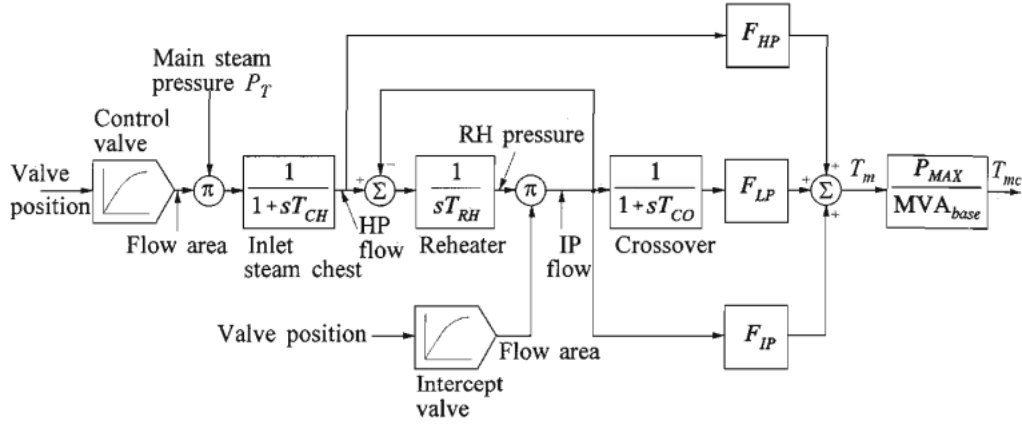 F_HP
Main steam
pressure P_T
Control
valve
Valve
position
Flow area
π
1
1+sT_CH
Inlet
steam chest
+
−
Σ
HP
flow
1
sT_RH
Reheater
RH pressure
π
IP
flow
1
1+sT_CO
Crossover
F_LP
+
+
Σ
+
T_m
P_MAX
MVA_base
T_mc
Valve position
Flow area
Intercept
valve
F_IP